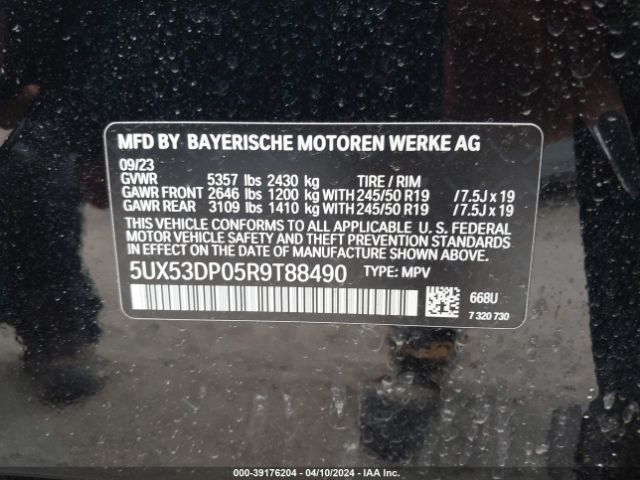 MFD BY BAYERISCHE MOTOREN WERKE AG
09/23
GVWR 5357 lbs 2430 kg TIRE / RIM
GAWR FRONT 2646 lbs 1200 kg WITH 245/50 R19 / 7.5J x 19
GAWR REAR 3109 lbs 1410 kg WITH 245/50 R19 / 7.5J x 19
THIS VEHICLE CONFORMS TO ALL APPLICABLE U. S. FEDERAL
MOTOR VEHICLE SAFETY AND THEFT PREVENTION STANDARDS
IN EFFECT ON THE DATE OF MANUFACTURE SHOWN ABOVE.
5UX53DP05R9T88490 TYPE: MPV
668U
7 320 730
000-39176204 - 04/10/2024 - IAA Inc.